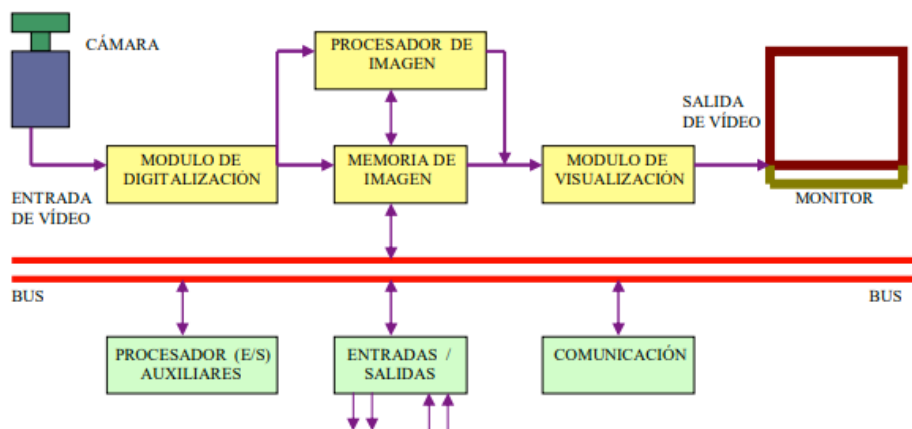 CÁMARA
PROCESADOR DE
IMAGEN
SALIDA
DE VÍDEO
MODULO DE
DIGITALIZACIÓN
MEMORIA DE
IMAGEN
MODULO DE
VISUALIZACIÓN
ENTRADA
DE VÍDEO
MONITOR
BUS
BUS
PROCESADOR (E/S)
AUXILIARES
ENTRADAS /
SALIDAS
COMUNICACIÓN